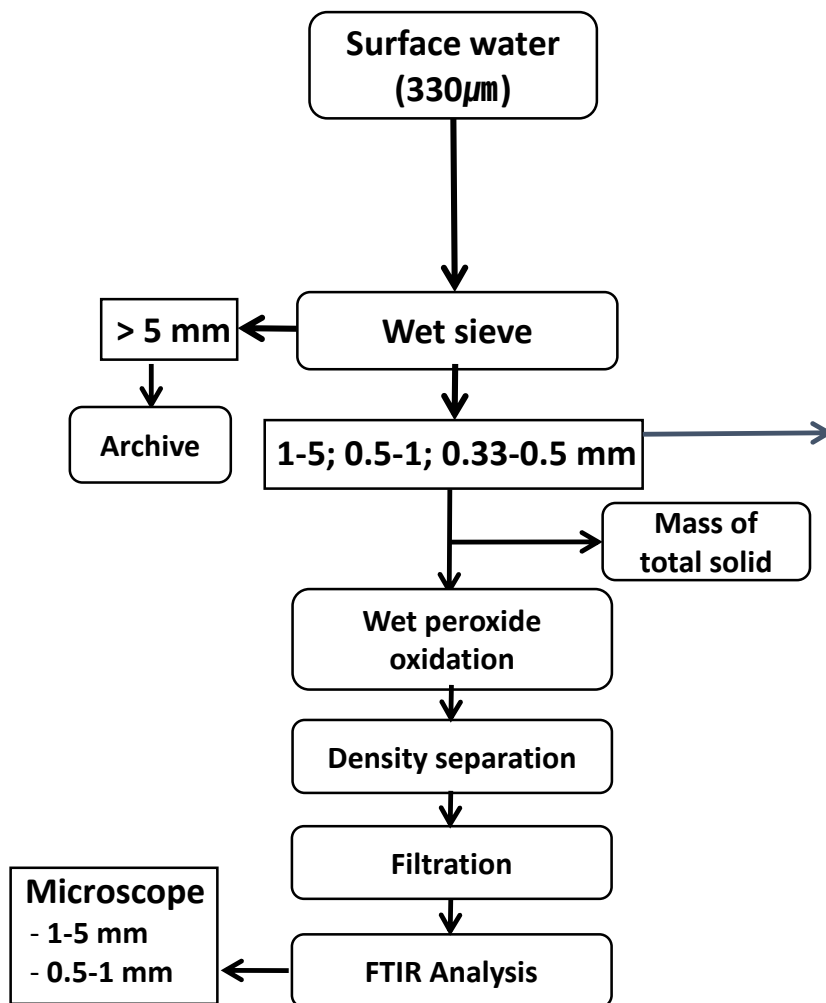 Surface water
(330㎛)
Wet sieve
> 5 mm
Archive
1-5; 0.5-1; 0.33-0.5 mm
Mass of
total solid
Wet peroxide
oxidation
Density separation
Filtration
FTIR Analysis
Microscope
- 1-5 mm
- 0.5-1 mm